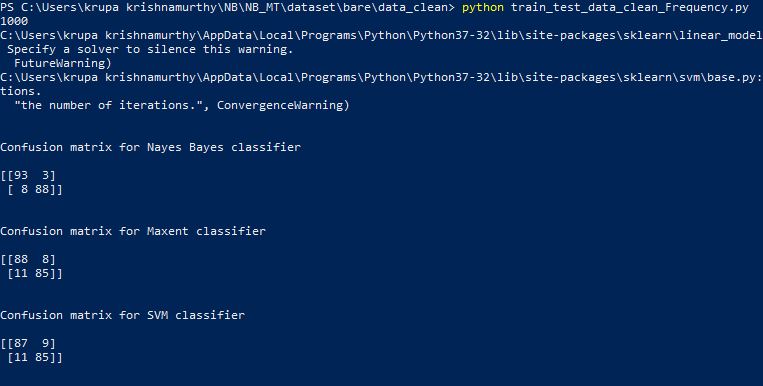 PS C:\Users\krupa krishnamurthy\NB\NB_MT\dataset\bare\data_clean> python train_test_data_clean_Frequency.py
1000
C:\Users\krupa krishnamurthy\AppData\Local\Programs\Python\Python37-32\lib\site-packages\sklearn\linear_model
Specify a solver to silence this warning.
FutureWarning)
C:\Users\krupa krishnamurthy\AppData\Local\Programs\Python\Python37-32\lib\site-packages\sklearn\svm\base.py:
tions.
"the number of iterations.", ConvergenceWarning)
Confusion matrix for Nayes Bayes classifier
[[93  3]
[ 8 88]]
Confusion matrix for Maxent classifier
[[88  8]
[11 85]]
Confusion matrix for SVM classifier
[[87  9]
[11 85]]